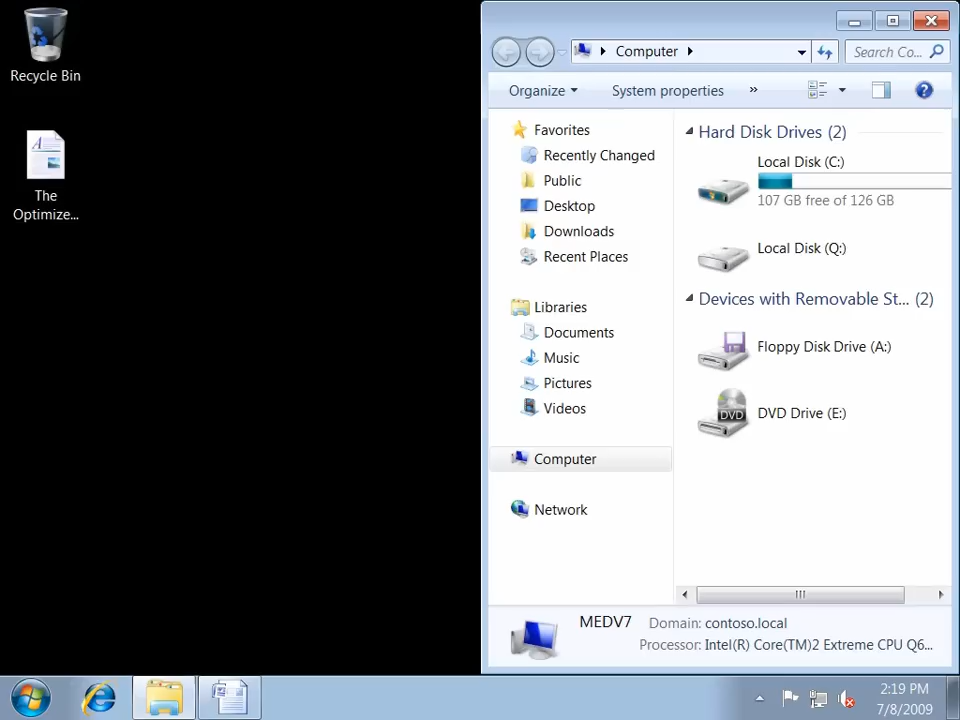 Recycle Bin
The
Optimize...
Computer
Search Co...
Organize
System properties
»
Favorites
Recently Changed
Public
Desktop
Downloads
Recent Places
Libraries
Documents
Music
Pictures
Videos
Computer
Network
Hard Disk Drives (2)
Local Disk (C:)
107 GB free of 126 GB
Local Disk (Q:)
Devices with Removable St... (2)
Floppy Disk Drive (A:)
DVD
DVD Drive (E:)
MEDV7 Domain: contoso.local
Processor: Intel(R) Core(TM)2 Extreme CPU Q6...
2:19 PM
7/8/2009